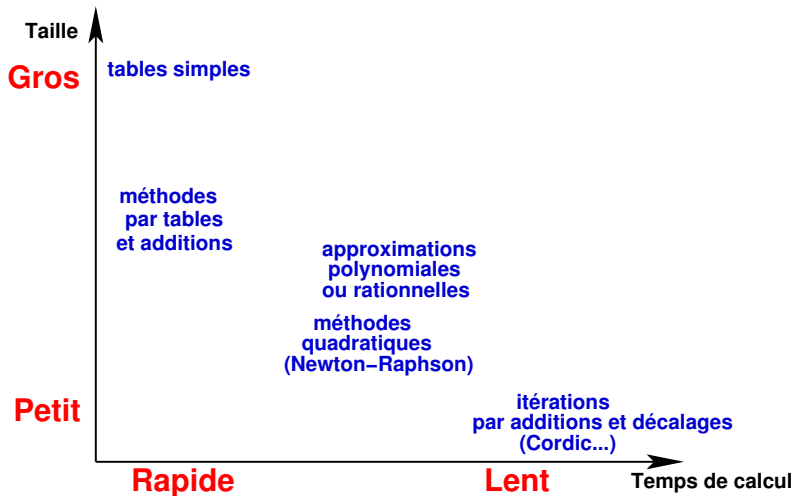 Taille
Gros
tables simples
méthodes
par tables
et additions
approximations
polynomiales
ou rationnelles
méthodes
quadratiques
(Newton−Raphson)
Petit
itérations
par additions et décalages
(Cordic...)
Rapide
Lent
Temps de calcul